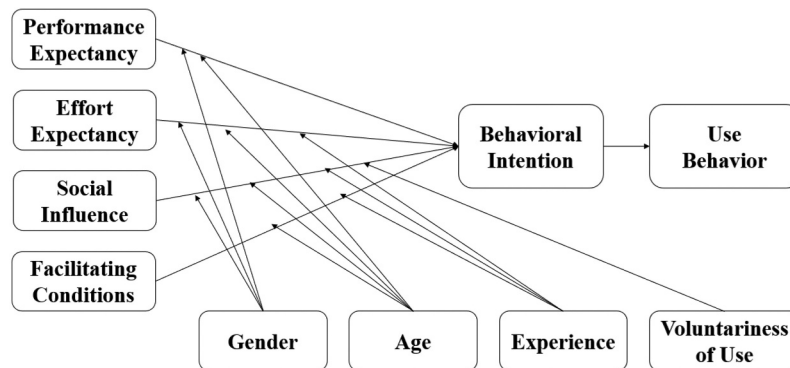 Performance
Expectancy
Effort
Expectancy
Social
Influence
Facilitating
Conditions
Behavioral
Intention
Use
Behavior
Gender
Age
Experience
Voluntariness
of Use